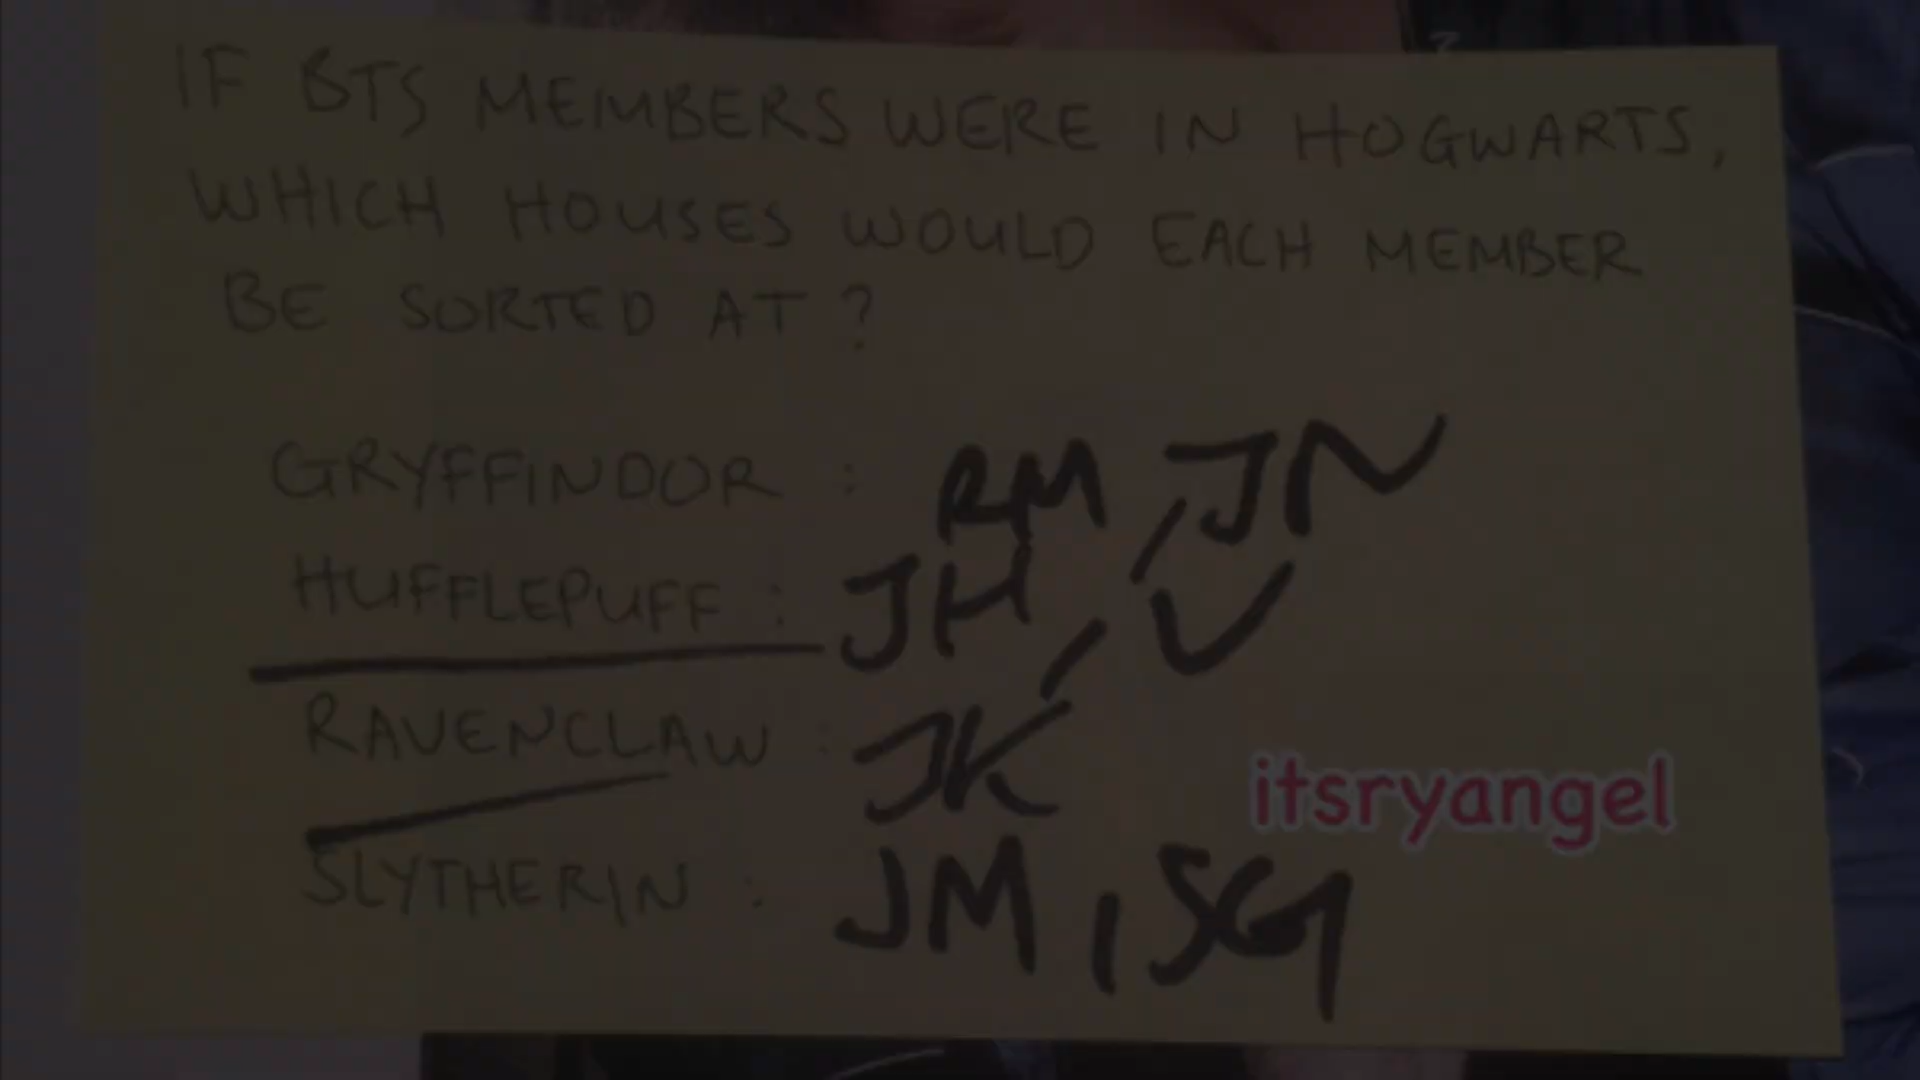 IF BTS MEMBERS WERE IN HOGWARTS,
WHICH HOUSES WOULD EACH MEMBER
BE SORTED AT?
GRYFFINDOR : RM, JN
HUFFLEPUFF : JH, V
RAVENCLAW : JK
SLYTHERIN : JM, SG
itsryangel